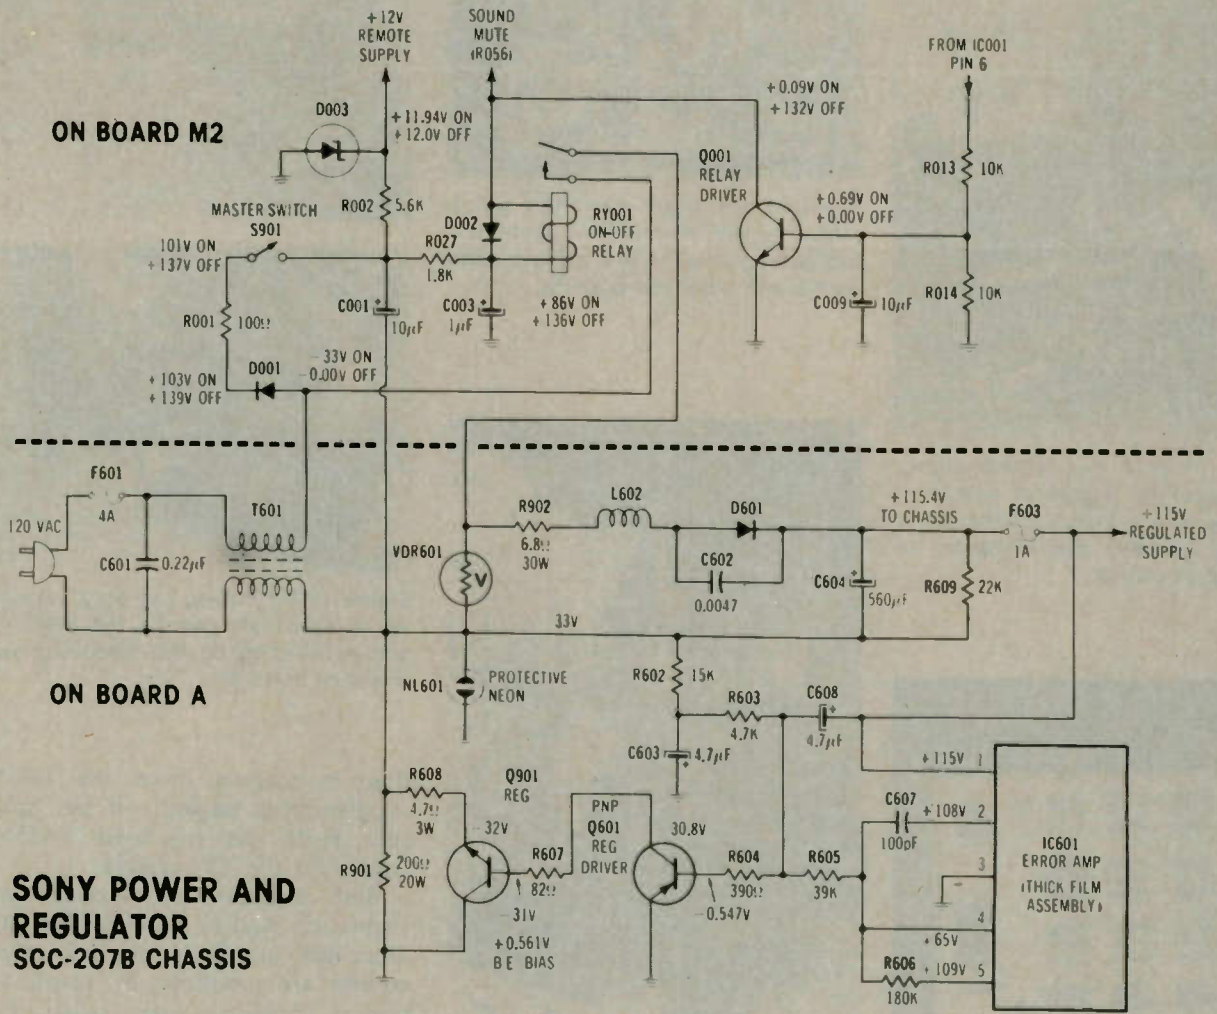 +12V
REMOTE
SUPPLY
SOUND
MUTE
(R056)
FROM IC001
PIN 6
+0.09V ON
+132V OFF
D003
+11.94V ON
+12.0V OFF
ON BOARD M2
Q001
RELAY
DRIVER
R013
10K
MASTER SWITCH
S901
R002
5.6K
D002
RY001
ON-OFF
RELAY
+0.69V ON
+0.00V OFF
101V ON
+137V OFF
R027
1.8K
R001
100Ω
C001
+
10µF
C003
+
1µF
+86V ON
+136V OFF
C009
+
10µF
R014
10K
+103V ON
+139V OFF
D001
-33V ON
-0.00V OFF
F601
4A
T601
120 VAC
C601
0.22µF
R902
6.8Ω
30W
L602
D601
+115.4V
TO CHASSIS
F603
1A
+115V
REGULATED
SUPPLY
VDR601
V
C602
0.0047
C604
+
560µF
R609
22K
33V
ON BOARD A
NL601
PROTECTIVE
NEON
R602
15K
R603
4.7K
C608
+
4.7µF
C603
4.7µF
+
+115V 1
R608
4.7Ω
3W
Q901
REG
-32V
PNP
Q601
REG
DRIVER
30.8V
C607
100pF
+108V 2
IC601
ERROR AMP
(THICK FILM
ASSEMBLY)
3
R901
200Ω
20W
R607
82Ω
R604
390Ω
R605
39K
-31V
+0.561V
BE BIAS
-0.547V
4
+65V
R606
180K
+109V 5
SONY POWER AND
REGULATOR
SCC-207B CHASSIS